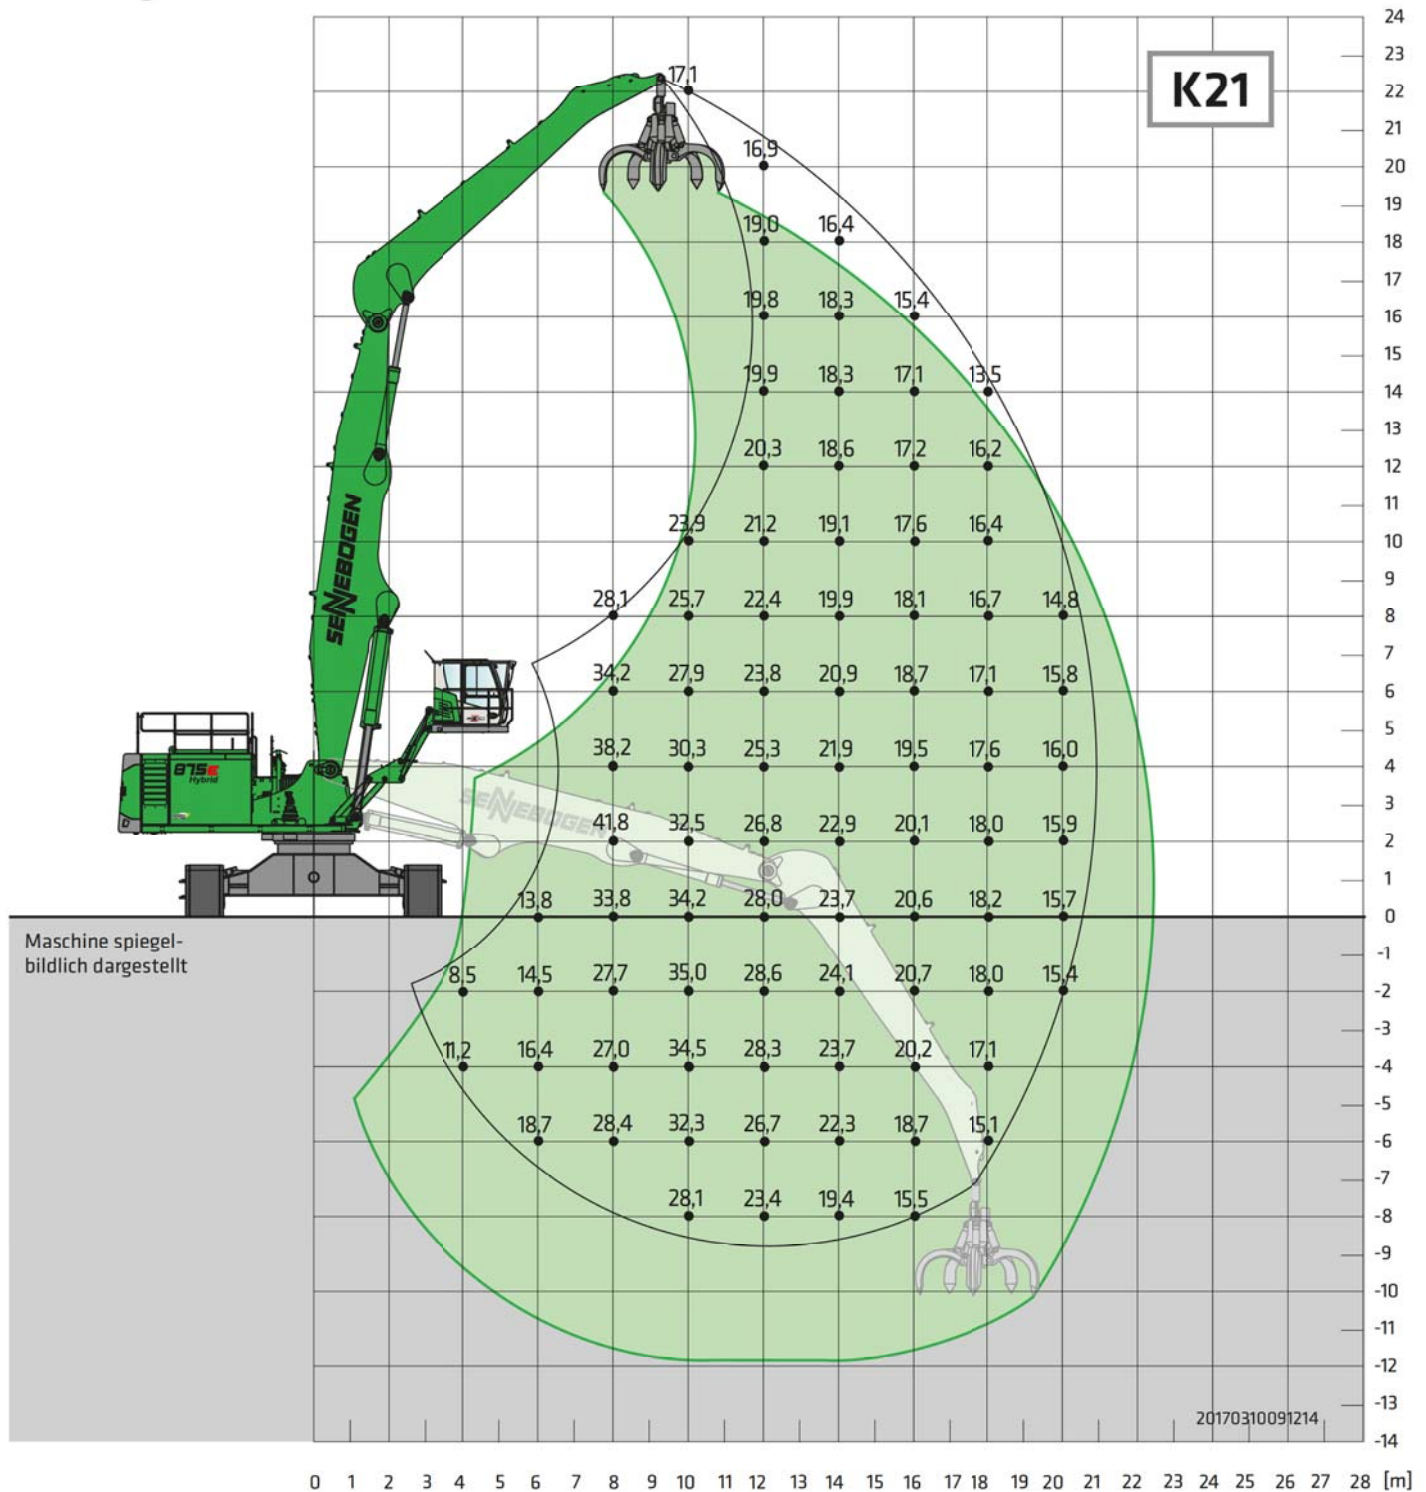 24
23
K21
17,1
22
21
16,9
20
19
19,0 16,4
18
17
19,8 18,3 15,4
16
15
19,9 18,3 17,1 13,5
14
13
20,3 18,6 17,2 16,2
12
11
23,9 21,2 19,1 17,6 16,4
10
9
28,1 25,7 22,4 19,9 18,1 16,7 14,8
8
SENNEBOGEN
7
34,2 27,9 23,8 20,9 18,7 17,1 15,8
6
5
38,2 30,3 25,3 21,9 19,5 17,6 16,0
4
875E
Hybrid
SENNEBOGEN
3
41,8 32,5 26,8 22,9 20,1 18,0 15,9
2
1
13,8 33,8 34,2 28,0 23,7 20,6 18,2 15,7
0
Maschine spiegel-
bildlich dargestellt
-1
8,5 14,5 27,7 35,0 28,6 24,1 20,7 18,0 15,4
-2
-3
11,2 16,4 27,0 34,5 28,3 23,7 20,2 17,1
-4
-5
18,7 28,4 32,3 26,7 22,3 18,7 15,1
-6
-7
28,1 23,4 19,4 15,5
-8
-9
-10
-11
-12
-13
20170310091214
-14
0 1 2 3 4 5 6 7 8 9 10 11 12 13 14 15 16 17 18 19 20 21 22 23 24 25 26 27 28 [m]